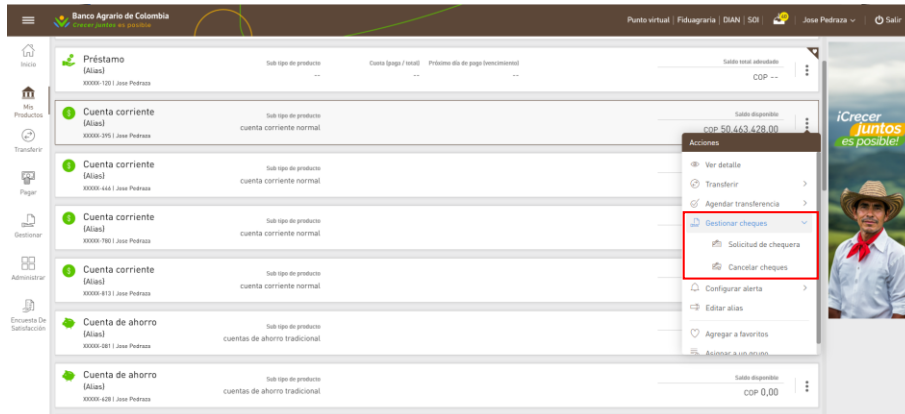 Banco Agrario de Colombia
Crecer juntos es posible
Punto virtual | Fiduagraria | DIAN | SOI |
Jose Pedraza
Salir
Inicio
Mis
Productos
Transferir
Pagar
Gestionar
Administrar
Encuesta De
Satisfacción
Préstamo
(Alias)
XXXXX-120 | Jose Pedraza
Sub tipo de producto
--
Cuota (paga / total)
--
Próximo día de pago (vencimiento)
--
Saldo total adeudado
COP --
Cuenta corriente
(Alias)
XXXXX-395 | Jose Pedraza
Sub tipo de producto
cuenta corriente normal
Saldo disponible
COP 50.463.428,00
Cuenta corriente
(Alias)
XXXXX-446 | Jose Pedraza
Sub tipo de producto
cuenta corriente normal
Cuenta corriente
(Alias)
XXXXX-780 | Jose Pedraza
Sub tipo de producto
cuenta corriente normal
Cuenta corriente
(Alias)
XXXXX-813 | Jose Pedraza
Sub tipo de producto
cuenta corriente normal
Cuenta de ahorro
(Alias)
XXXXX-081 | Jose Pedraza
Sub tipo de producto
cuentas de ahorro tradicional
Cuenta de ahorro
(Alias)
XXXXX-628 | Jose Pedraza
Sub tipo de producto
cuentas de ahorro tradicional
Saldo disponible
COP 0,00
Acciones
Ver detalle
Transferir
Agendar transferencia
Gestionar cheques
Solicitud de chequera
Cancelar cheques
Configurar alerta
Editar alias
Agregar a favoritos
Asignar a un grupo
¡Crecer
juntos
es posible!